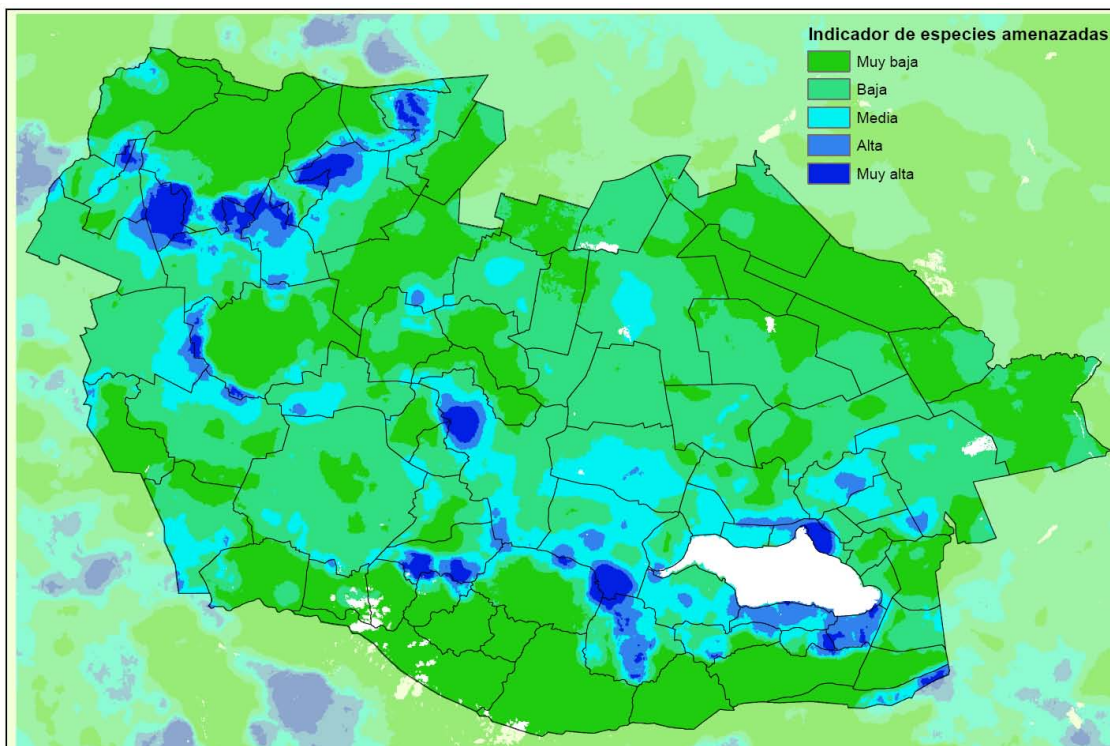 Indicador de especies amenazadas
Muy baja
Baja
Media
Alta
Muy alta